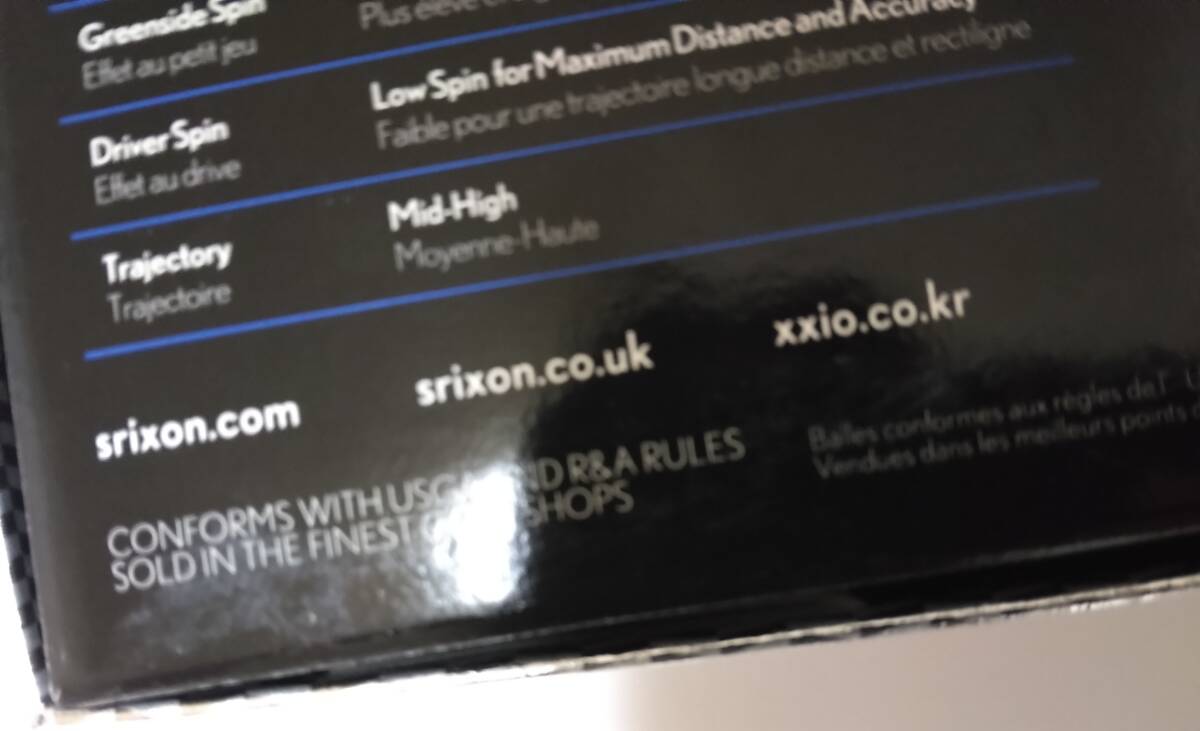 Greenside Spin
Effet au petit jeu
Plus élevé
Driver Spin
Effet au drive
Low Spin for Maximum Distance and Accuracy
Faible pour une trajectoire longue distance et rectiligne
Trajectory
Trajectoire
Mid-High
Moyenne-Haute
srixon.com
srixon.co.uk
xxio.co.kr
CONFORMS WITH R&A RULES
SOLD IN THE FINEST SHOPS
Balles conformes aux règles de l'
Vendues dans les meilleurs points